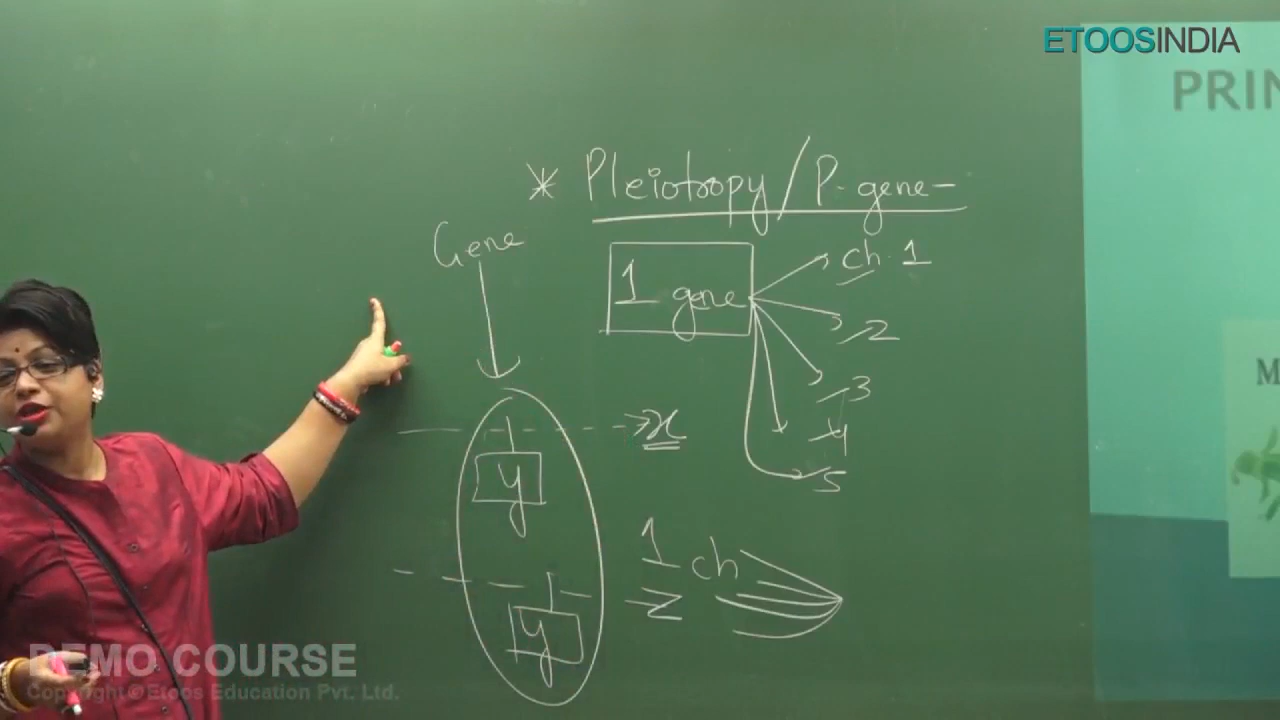 ETOOSINDIA
PRIN
* Pleiotropy / P-gene-
Gene
1 gene
ch. 1
2
3
4
5
x
y
1 ch
z
y
M
DEMO COURSE
Copyright © Etoos Education Pvt. Ltd.